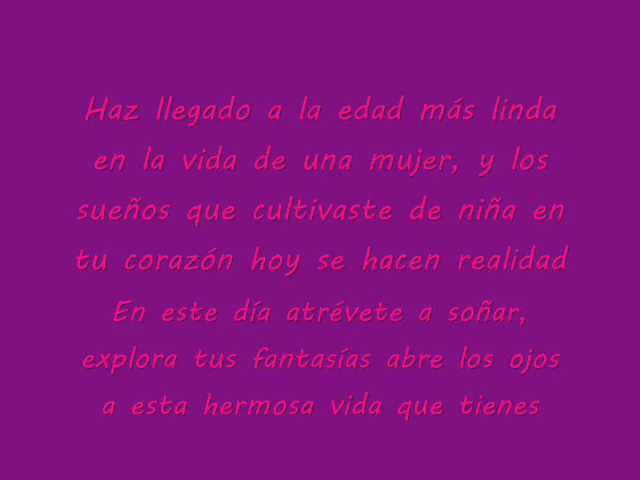 Haz llegado a la edad más linda
en la vida de una mujer, y los
sueños que cultivaste de niña en
tu corazón hoy se hacen realidad
En este día atrévete a soñar,
explora tus fantasías abre los ojos
a esta hermosa vida que tienes